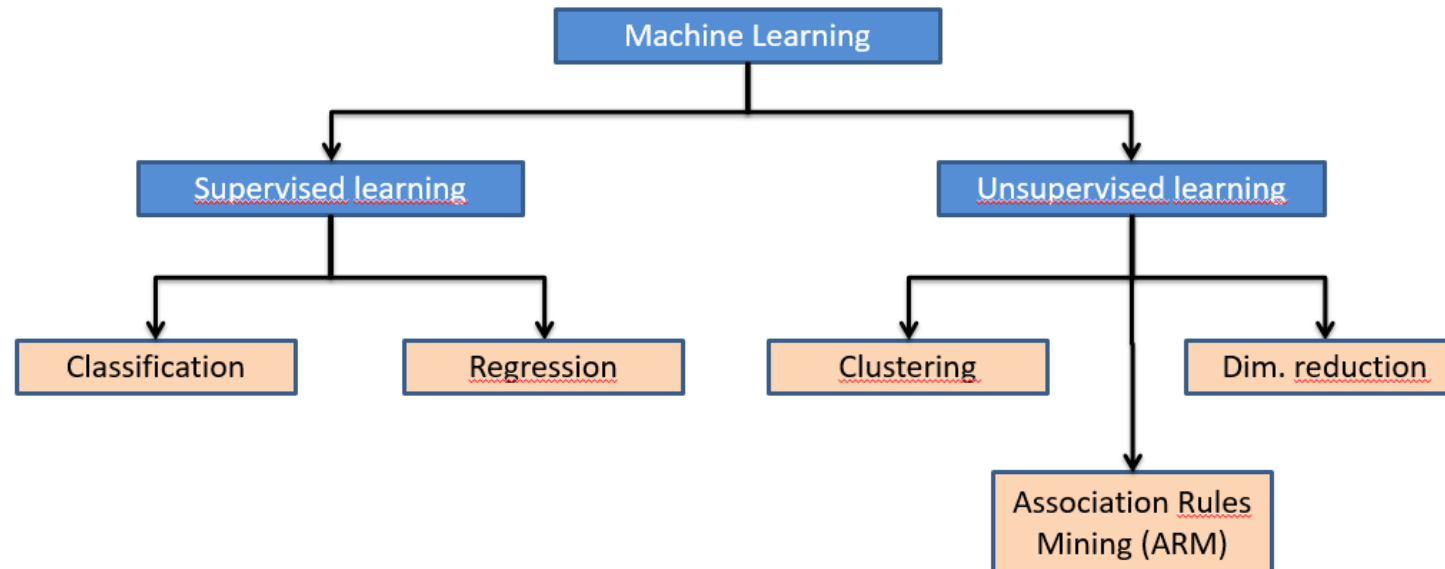 Machine Learning
Supervised learning
Unsupervised learning
Classification
Regression
Clustering
Dim. reduction
Association Rules
Mining (ARM)